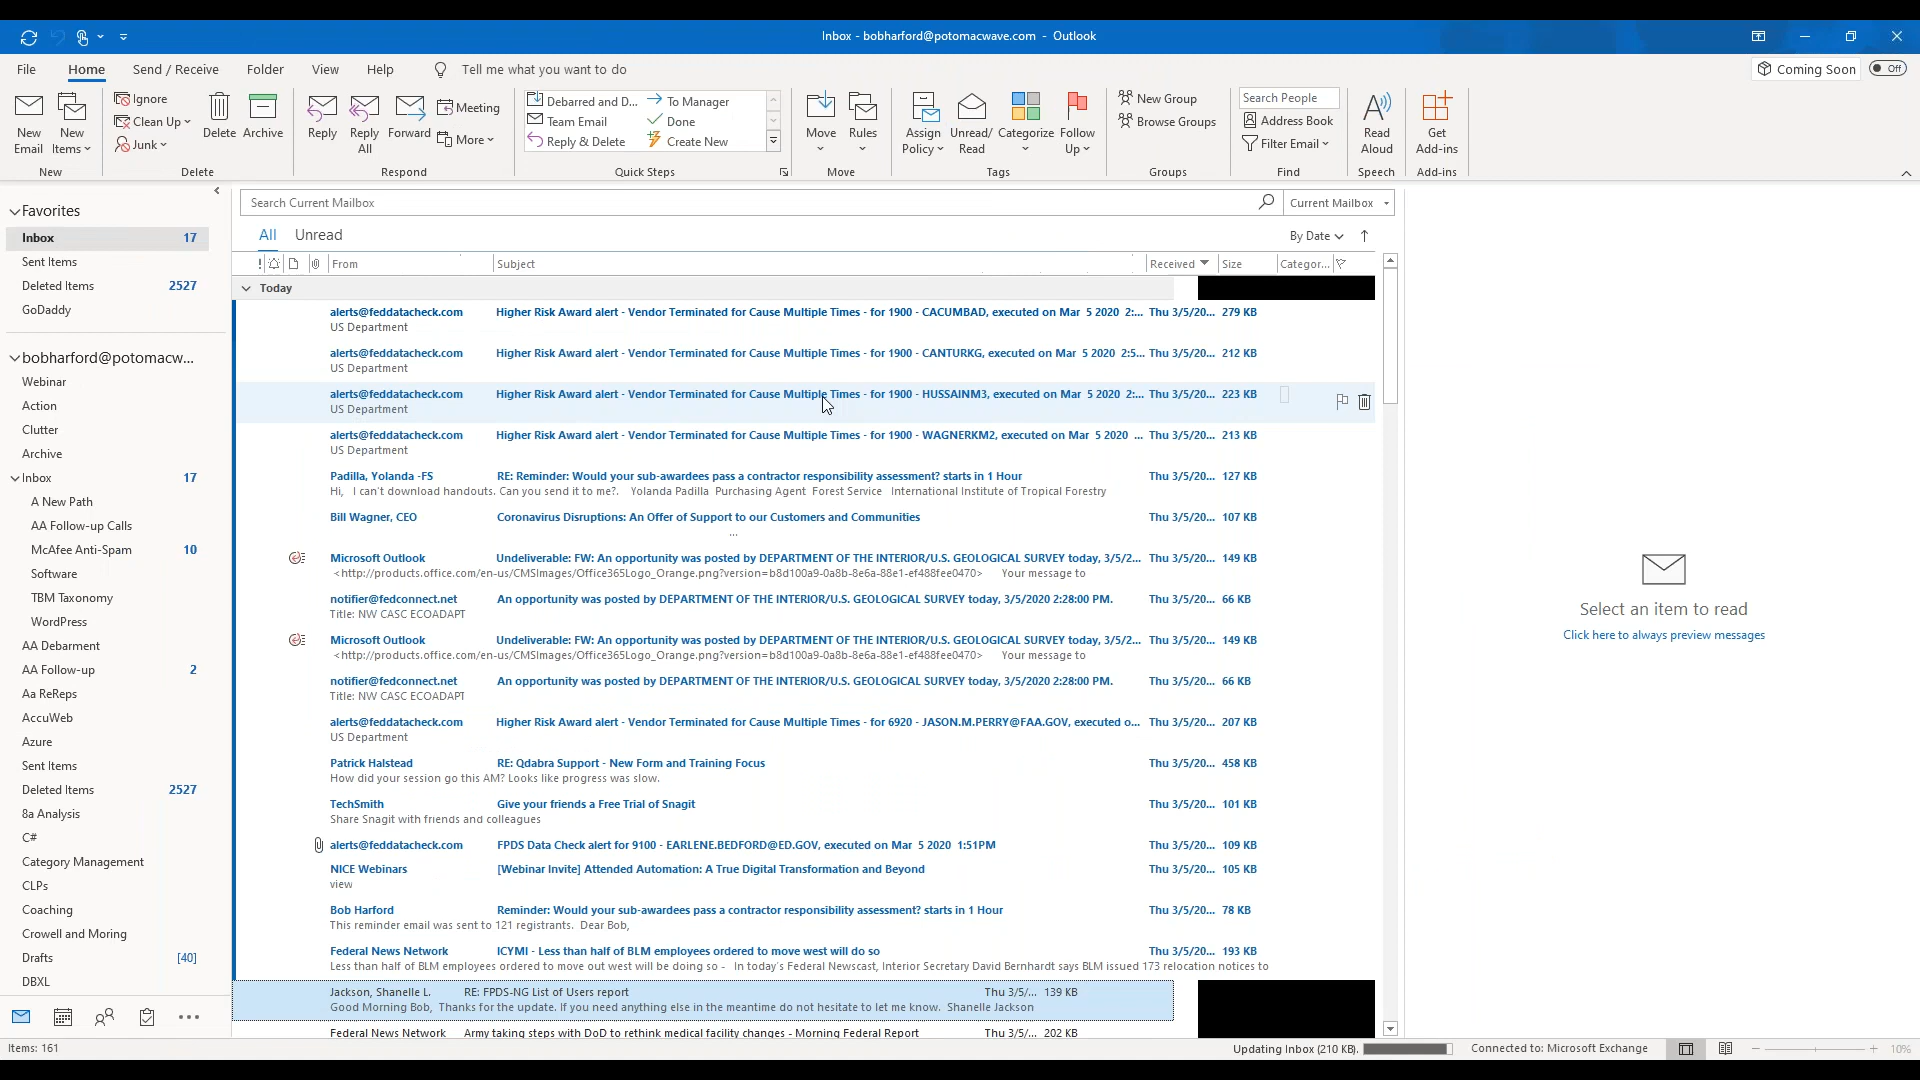 Inbox - bobharford@potomacwave.com - Outlook
File Home Send / Receive Folder View Help Tell me what you want to do Coming Soon Off
New Email
New Items
Ignore
Clean Up
Junk
Delete
Archive
Reply
Reply All
Forward
Meeting
More
Debarred and D...
Team Email
Reply & Delete
To Manager
Done
Create New
Move
Rules
Assign Policy
Unread/ Read
Categorize
Follow Up
New Group
Browse Groups
Search People
Address Book
Filter Email
Read Aloud
Get Add-ins
New Delete Respond Quick Steps Move Tags Groups Find Speech Add-ins
Favorites
Inbox 17
Sent Items
Deleted Items 2527
GoDaddy
bobharford@potomacw...
Webinar
Action
Clutter
Archive
Inbox 17
A New Path
AA Follow-up Calls
McAfee Anti-Spam 10
Software
TBM Taxonomy
WordPress
AA Debarment
AA Follow-up 2
Aa ReReps
AccuWeb
Azure
Sent Items
Deleted Items 2527
8a Analysis
C#
Category Management
CLPs
Coaching
Crowell and Moring
Drafts [40]
DBXL
Search Current Mailbox Current Mailbox
All Unread By Date
! From Subject Received Size Categor...
Today
alerts@feddatacheck.com Higher Risk Award alert - Vendor Terminated for Cause Multiple Times - for 1900 - CACUMBAD, executed on Mar 5 2020 2:... Thu 3/5/20... 279 KB
US Department
alerts@feddatacheck.com Higher Risk Award alert - Vendor Terminated for Cause Multiple Times - for 1900 - CANTURKG, executed on Mar 5 2020 2:5... Thu 3/5/20... 212 KB
US Department
alerts@feddatacheck.com Higher Risk Award alert - Vendor Terminated for Cause Multiple Times - for 1900 - HUSSAINM3, executed on Mar 5 2020 2:... Thu 3/5/20... 223 KB
US Department
alerts@feddatacheck.com Higher Risk Award alert - Vendor Terminated for Cause Multiple Times - for 1900 - WAGNERKM2, executed on Mar 5 2020 ... Thu 3/5/20... 213 KB
US Department
Padilla, Yolanda -FS RE: Reminder: Would your sub-awardees pass a contractor responsibility assessment? starts in 1 Hour Thu 3/5/20... 127 KB
Hi, I can't download handouts. Can you send it to me?. Yolanda Padilla Purchasing Agent Forest Service International Institute of Tropical Forestry
Bill Wagner, CEO Coronavirus Disruptions: An Offer of Support to our Customers and Communities Thu 3/5/20... 107 KB
...
Microsoft Outlook Undeliverable: FW: An opportunity was posted by DEPARTMENT OF THE INTERIOR/U.S. GEOLOGICAL SURVEY today, 3/5/2... Thu 3/5/20... 149 KB
<http://products.office.com/en-us/CMSImages/Office365Logo_Orange.png?version=b8d100a9-0a8b-8e6a-88e1-ef488fee0470> Your message to
notifier@fedconnect.net An opportunity was posted by DEPARTMENT OF THE INTERIOR/U.S. GEOLOGICAL SURVEY today, 3/5/2020 2:28:00 PM. Thu 3/5/20... 66 KB
Title: NW CASC ECOADAPT
Microsoft Outlook Undeliverable: FW: An opportunity was posted by DEPARTMENT OF THE INTERIOR/U.S. GEOLOGICAL SURVEY today, 3/5/2... Thu 3/5/20... 149 KB
<http://products.office.com/en-us/CMSImages/Office365Logo_Orange.png?version=b8d100a9-0a8b-8e6a-88e1-ef488fee0470> Your message to
notifier@fedconnect.net An opportunity was posted by DEPARTMENT OF THE INTERIOR/U.S. GEOLOGICAL SURVEY today, 3/5/2020 2:28:00 PM. Thu 3/5/20... 66 KB
Title: NW CASC ECOADAPT
alerts@feddatacheck.com Higher Risk Award alert - Vendor Terminated for Cause Multiple Times - for 6920 - JASON.M.PERRY@FAA.GOV, executed o... Thu 3/5/20... 207 KB
US Department
Patrick Halstead RE: Qdabra Support - New Form and Training Focus Thu 3/5/20... 458 KB
How did your session go this AM? Looks like progress was slow.
TechSmith Give your friends a Free Trial of Snagit Thu 3/5/20... 101 KB
Share Snagit with friends and colleagues
alerts@feddatacheck.com FPDS Data Check alert for 9100 - EARLENE.BEDFORD@ED.GOV, executed on Mar 5 2020 1:51PM Thu 3/5/20... 109 KB
NICE Webinars [Webinar Invite] Attended Automation: A True Digital Transformation and Beyond Thu 3/5/20... 105 KB
view
Bob Harford Reminder: Would your sub-awardees pass a contractor responsibility assessment? starts in 1 Hour Thu 3/5/20... 78 KB
This reminder email was sent to 121 registrants. Dear Bob,
Federal News Network ICYMI - Less than half of BLM employees ordered to move west will do so Thu 3/5/20... 193 KB
Less than half of BLM employees ordered to move out west will be doing so - In today's Federal Newscast, Interior Secretary David Bernhardt says BLM issued 173 relocation notices to
Jackson, Shanelle L. RE: FPDS-NG List of Users report Thu 3/5/... 139 KB
Good Morning Bob, Thanks for the update. If you need anything else in the meantime do not hesitate to let me know. Shanelle Jackson
Federal News Network Army taking steps with DoD to rethink medical facility changes - Morning Federal Report Thu 3/5/... 202 KB
Select an item to read
Click here to always preview messages
Items: 161 Updating Inbox (210 KB). Connected to: Microsoft Exchange 10%